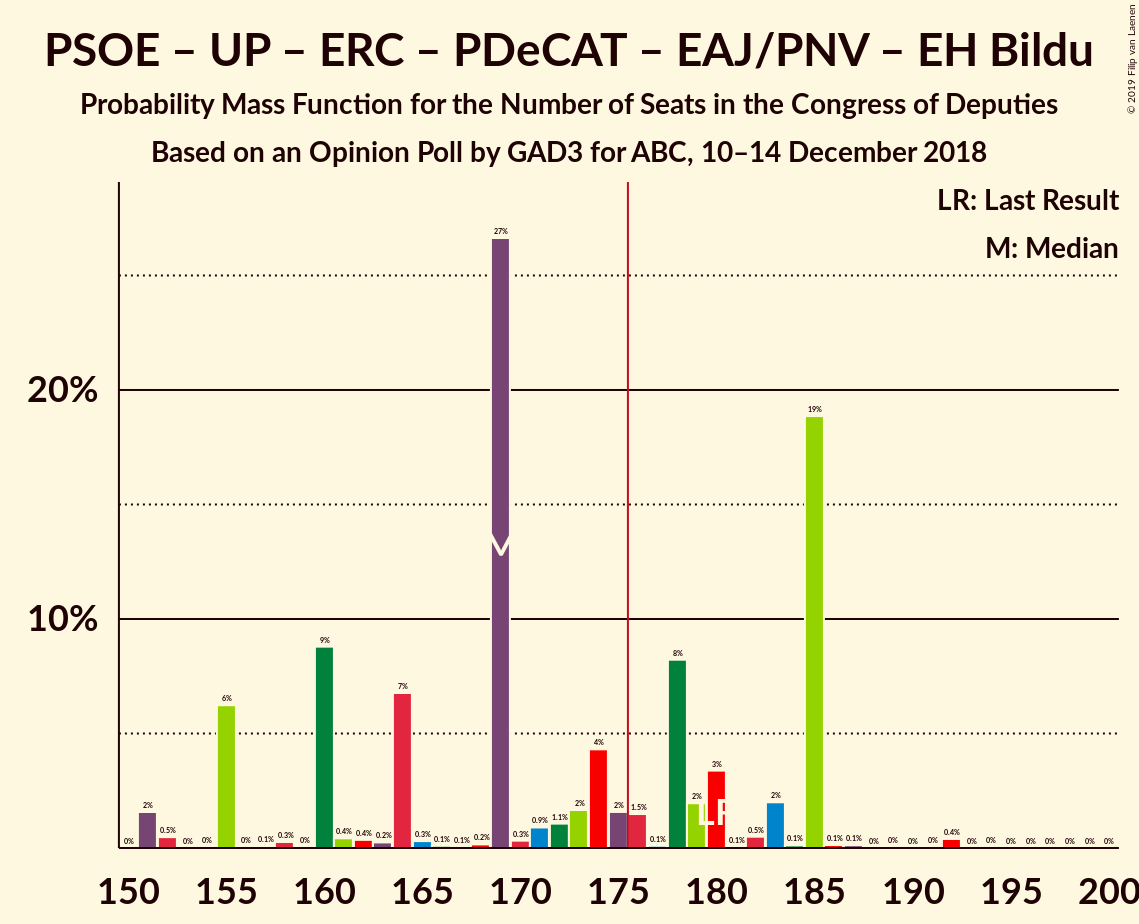 PSOE – UP – ERC – PDeCAT – EAJ/PNV – EH Bildu
Probability Mass Function for the Number of Seats in the Congress of Deputies
Based on an Opinion Poll by GAD3 for ABC, 10–14 December 2018
© 2019 Filip van Laenen
LR: Last Result
M: Median
20%
10%
0% 2% 0.5% 0% 0% 6% 0% 0.1% 0.3% 0% 9% 0.4% 0.4% 0.2% 7% 0.3% 0.1% 0.1% 0.2% 27% 0.3% 0.9% 1.1% 2% 4% 2% 1.5% 0.1% 8% 2% 3% 0.1% 0.5% 2% 0.1% 19% 0.1% 0.1% 0% 0% 0% 0% 0.4% 0% 0% 0% 0% 0% 0% 0% 0%
LR
150 155 160 165 170 175 180 185 190 195 200